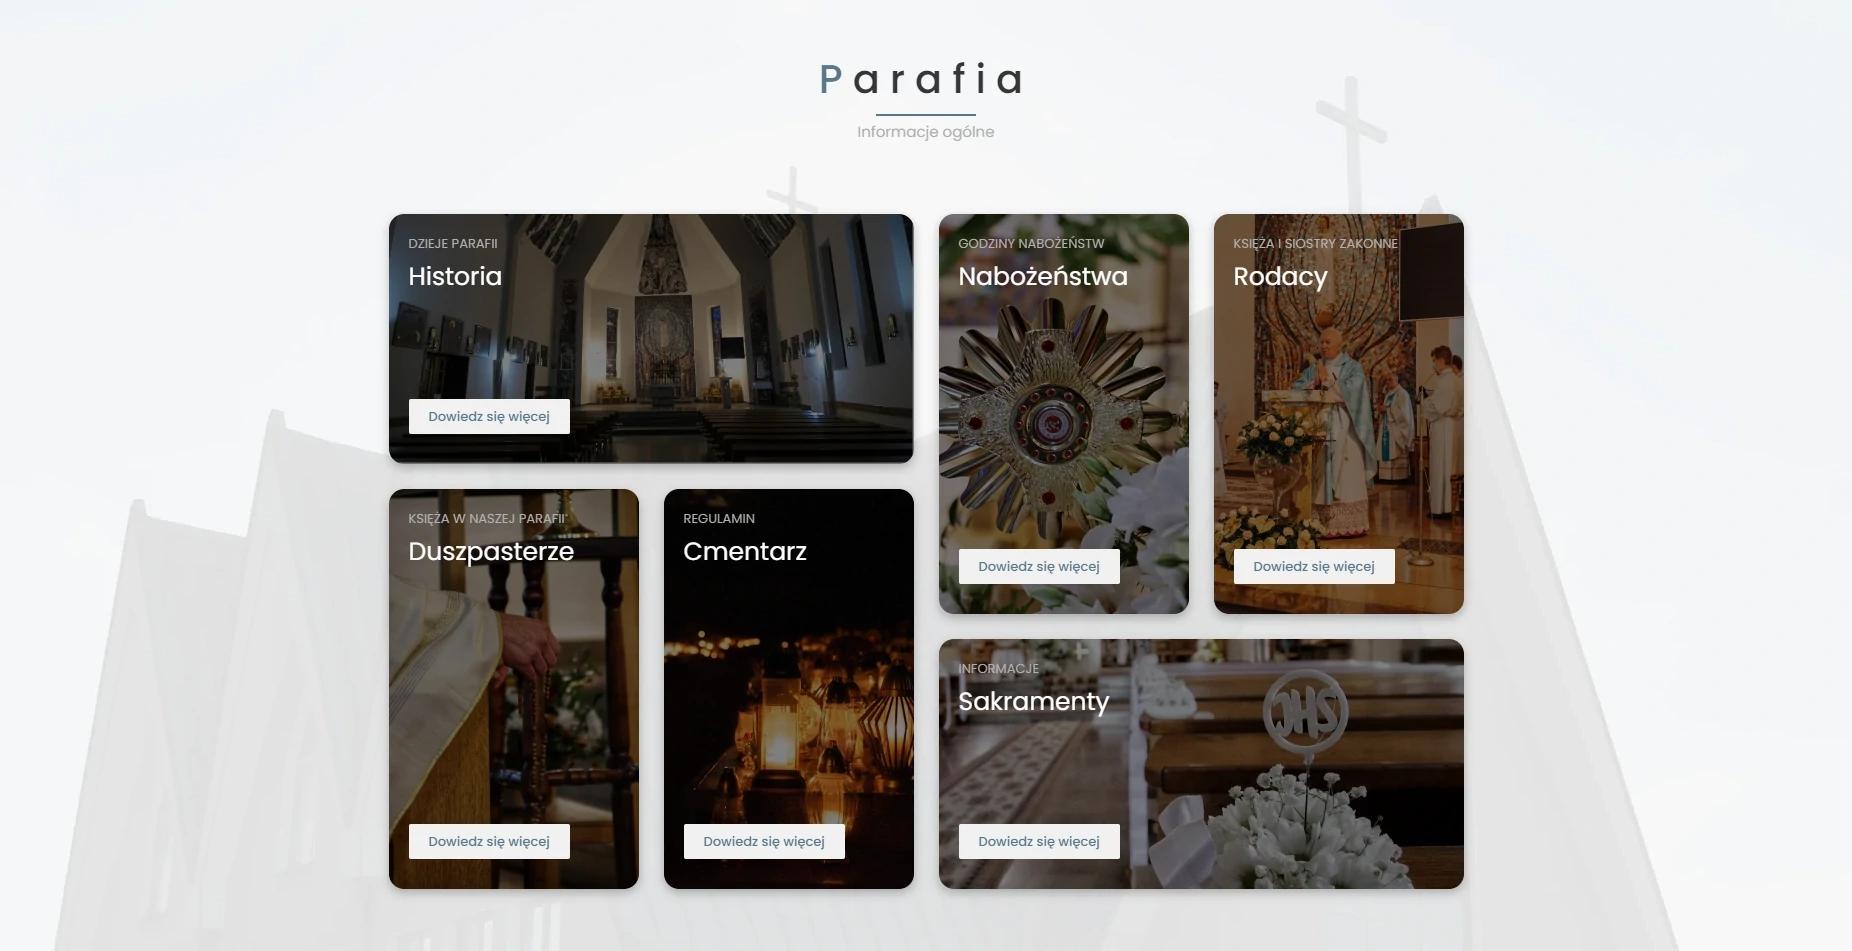 Parafia
Informacje ogólne
DZIEJE PARAFII
Historia
Dowiedz się więcej
GODZINY NABOŻEŃSTW
Nabożeństwa
Dowiedz się więcej
KSIĘŻA I SIOSTRY ZAKONNE
Rodacy
Dowiedz się więcej
KSIĘŻA W NASZEJ PARAFII
Duszpasterze
Dowiedz się więcej
REGULAMIN
Cmentarz
Dowiedz się więcej
INFORMACJE
Sakramenty
JHS
Dowiedz się więcej